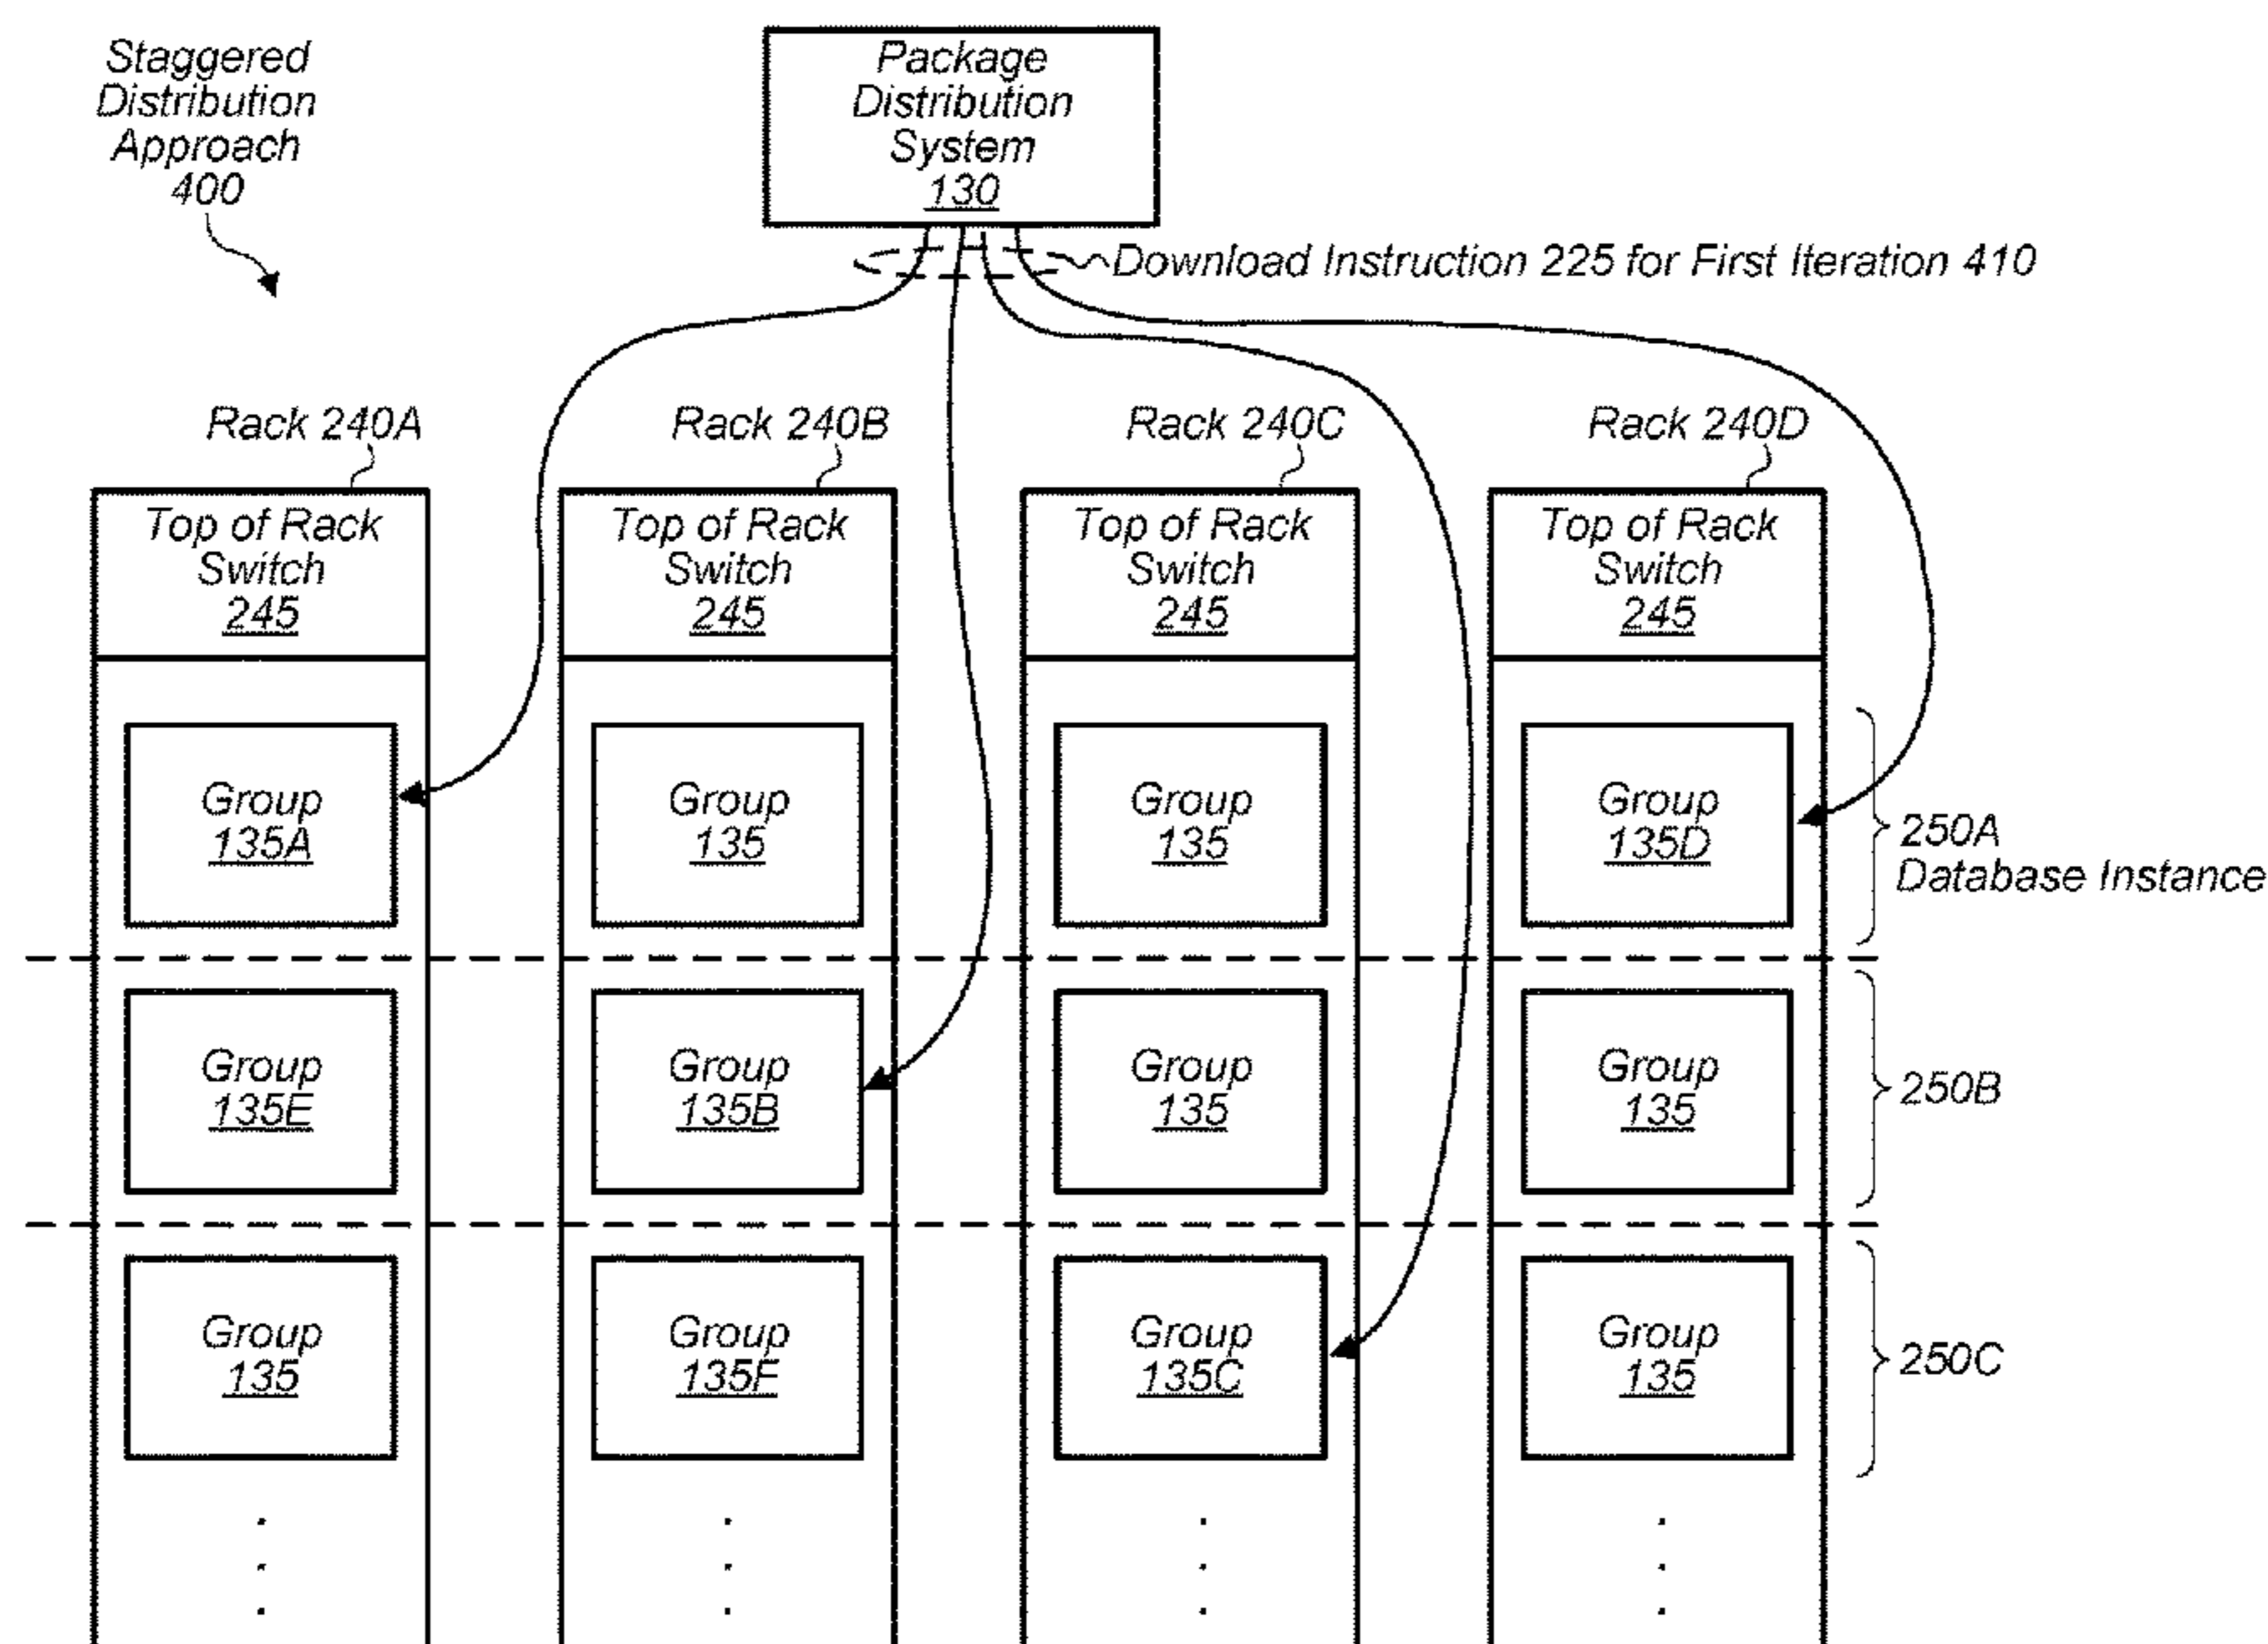 Staggered
Distribution
Approach
400
Package
Distribution
System
130
Download Instruction 225 for First Iteration 410
Rack 240A
Rack 240B
Rack 240C
Rack 240D
Top of Rack
Switch
245
Top of Rack
Switch
245
Top of Rack
Switch
245
Top of Rack
Switch
245
Group
135A
Group
135
Group
135
Group
135D
250A
Database Instance
Group
135E
Group
135B
Group
135
Group
135
250B
Group
135
Group
135F
Group
135C
Group
135
250C